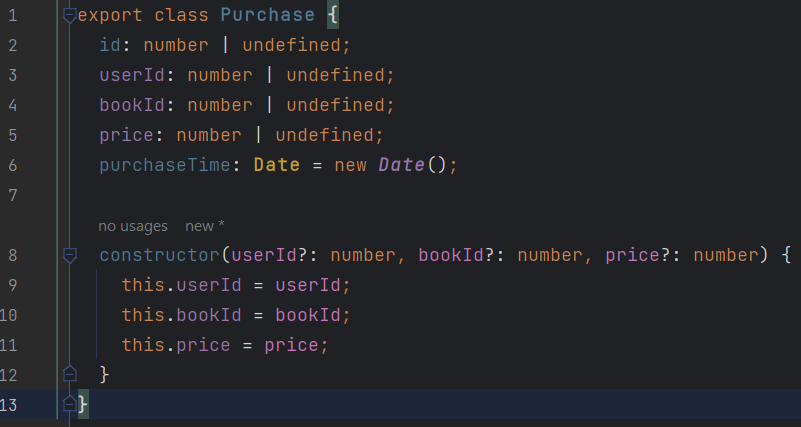 1 export class Purchase {
2 id: number | undefined;
3 userId: number | undefined;
4 bookId: number | undefined;
5 price: number | undefined;
6 purchaseTime: Date = new Date();
7
no usages new *
8 constructor(userId?: number, bookId?: number, price?: number) {
9 this.userId = userId;
10 this.bookId = bookId;
11 this.price = price;
12 }
13 }